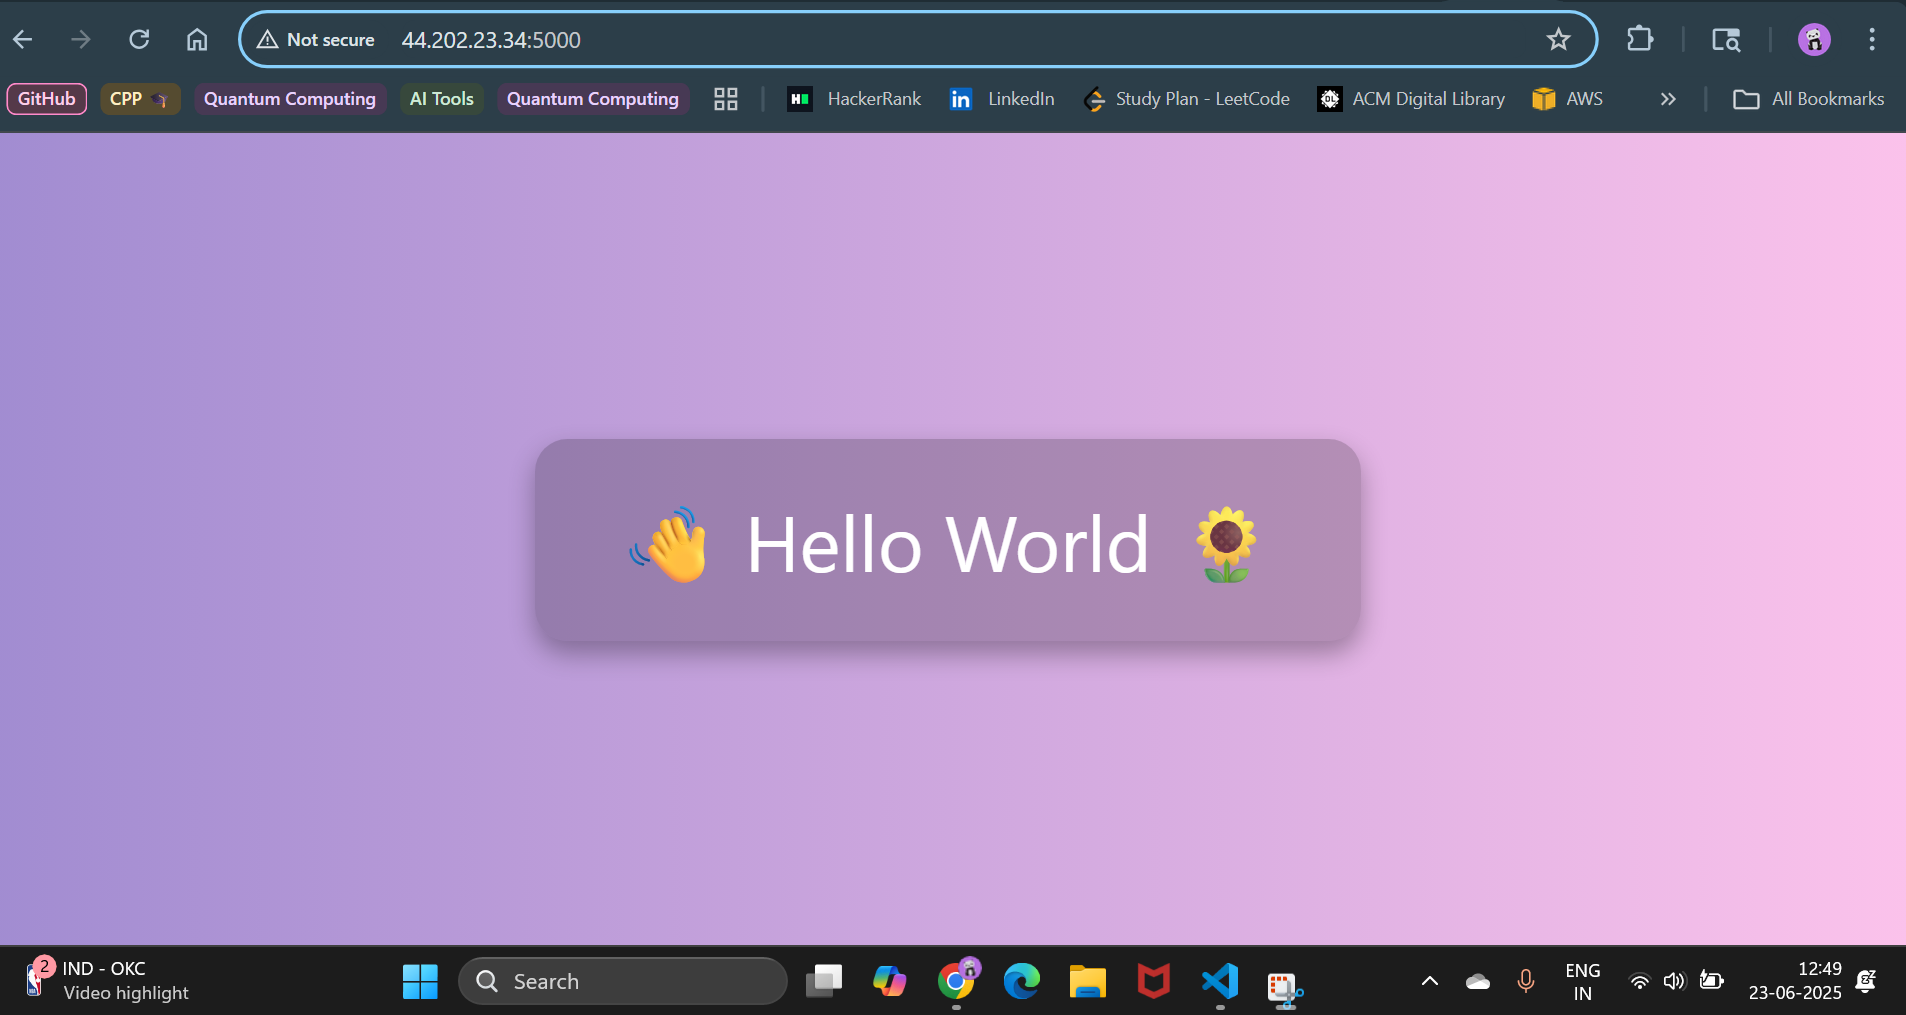 Not secure 44.202.23.34:5000
GitHub CPP 🎓 Quantum Computing AI Tools Quantum Computing HackerRank LinkedIn Study Plan - LeetCode ACM Digital Library AWS All Bookmarks
👋 Hello World 🌻
2 IND - OKC
Video highlight
Search
ENG
IN
12:49
23-06-2025